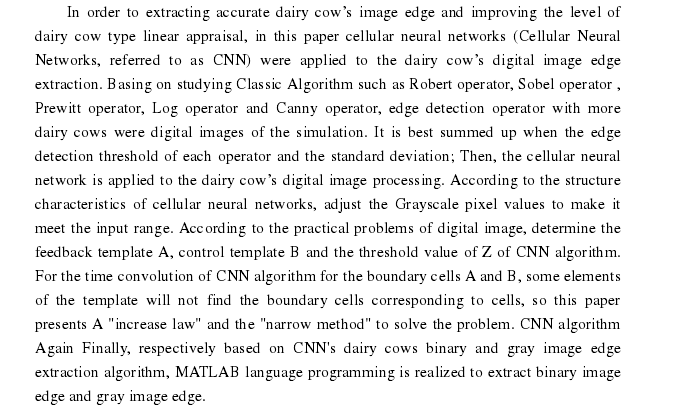 In order to extracting accurate dairy cow's image edge and improving the level of
dairy cow type linear appraisal, in this paper cellular neural networks (Cellular Neural
Networks, referred to as CNN) were applied to the dairy cow's digital image edge
extraction. Basing on studying Classic Algorithm such as Robert operator, Sobel operator ,
Prewitt operator, Log operator and Canny operator, edge detection operator with more
dairy cows were digital images of the simulation. It is best summed up when the edge
detection threshold of each operator and the standard deviation; Then, the cellular neural
network is applied to the dairy cow's digital image processing. According to the structure
characteristics of cellular neural networks, adjust the Grayscale pixel values to make it
meet the input range. According to the practical problems of digital image, determine the
feedback template A, control template B and the threshold value of Z of CNN algorithm.
For the time convolution of CNN algorithm for the boundary cells A and B, some elements
of the template will not find the boundary cells corresponding to cells, so this paper
presents A "increase law" and the "narrow method" to solve the problem. CNN algorithm
Again Finally, respectively based on CNN's dairy cows binary and gray image edge
extraction algorithm, MATLAB language programming is realized to extract binary image
edge and gray image edge.